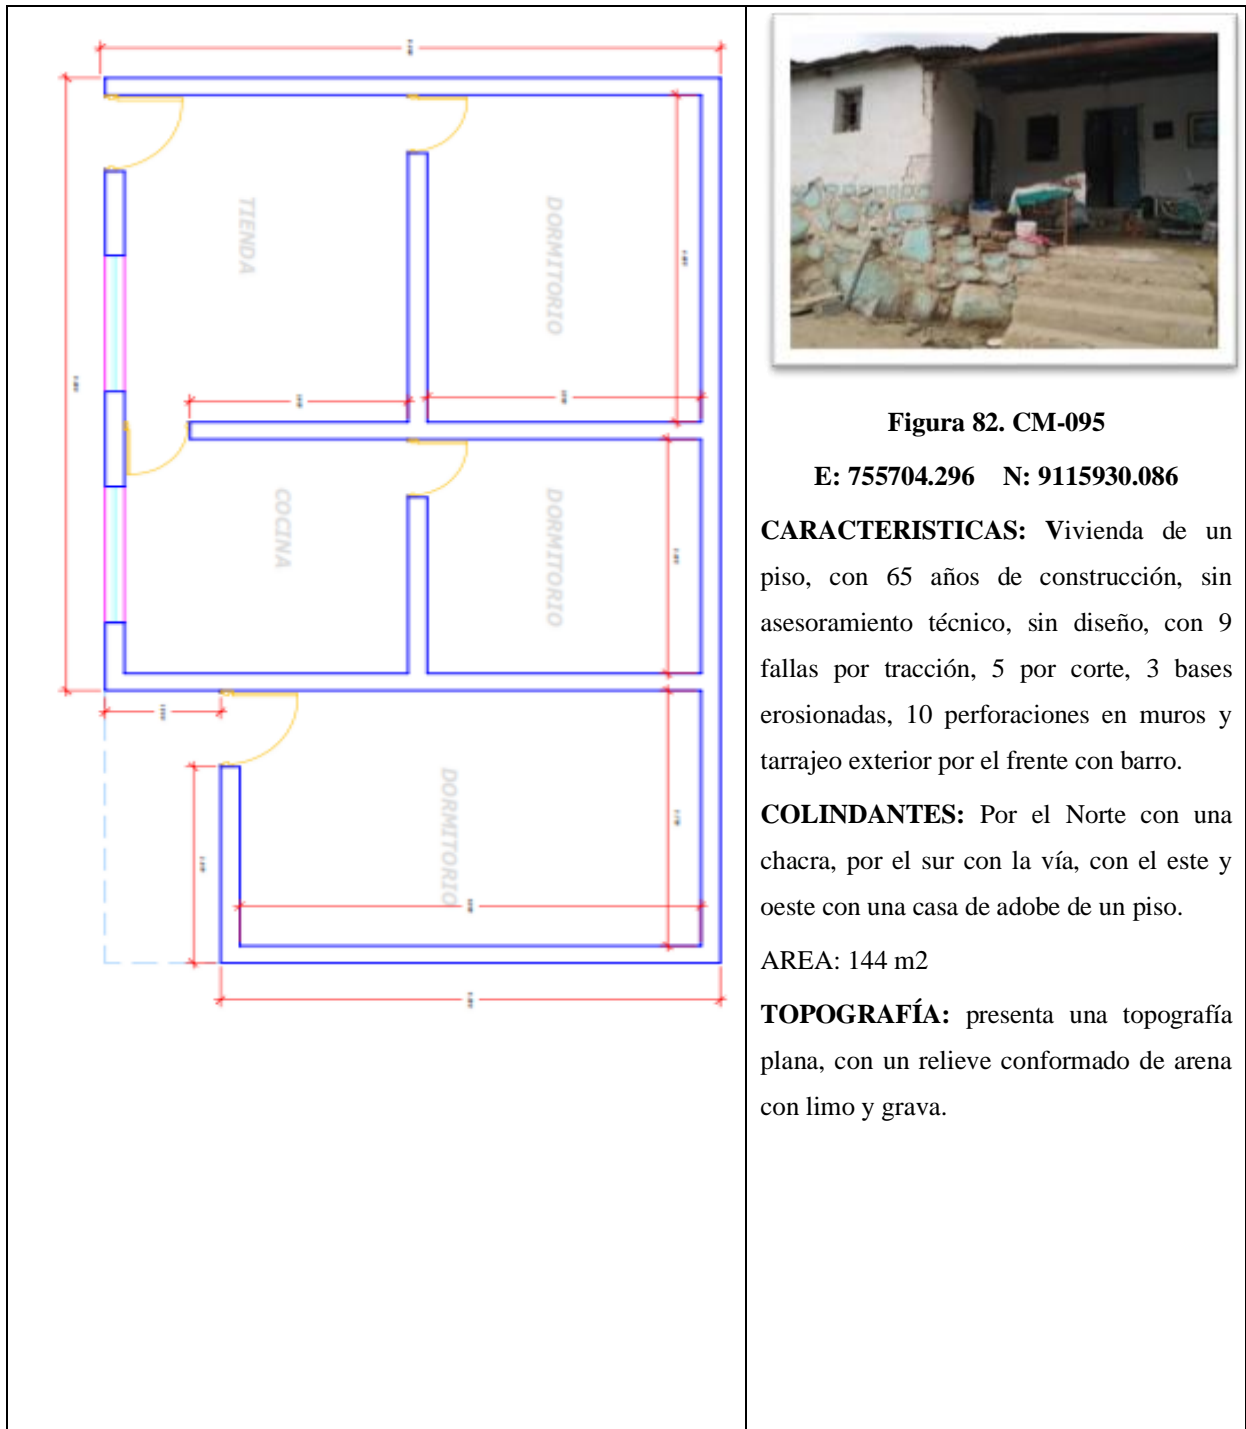 TIENDA
DORMITORIO
COCINA
DORMITORIO
DORMITORIO
Figura 82. CM-095
E: 755704.296 N: 9115930.086
CARACTERISTICAS: Vivienda de un
piso, con 65 años de construcción, sin
asesoramiento técnico, sin diseño, con 9
fallas por tracción, 5 por corte, 3 bases
erosionadas, 10 perforaciones en muros y
tarrajeo exterior por el frente con barro.
COLINDANTES: Por el Norte con una
chacra, por el sur con la vía, con el este y
oeste con una casa de adobe de un piso.
AREA: 144 m2
TOPOGRAFÍA: presenta una topografía
plana, con un relieve conformado de arena
con limo y grava.